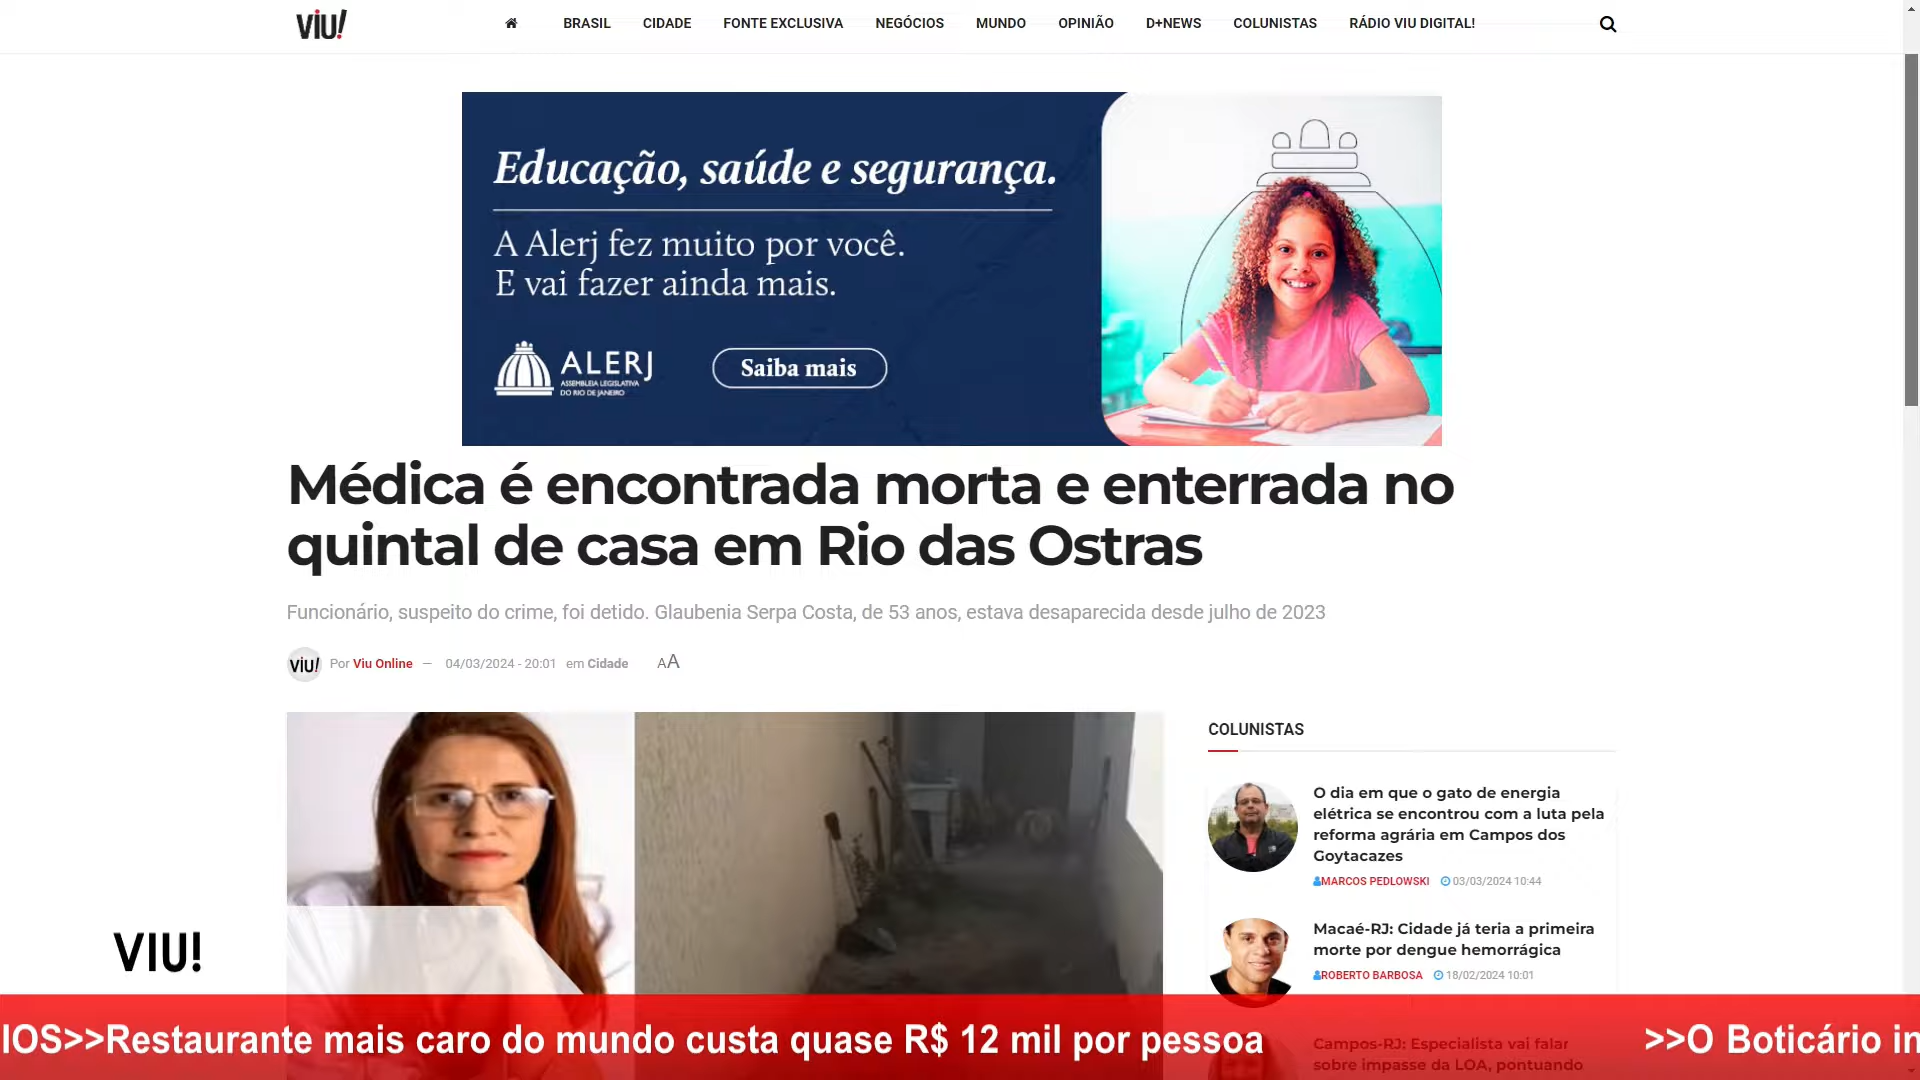 VIU!
BRASIL CIDADE FONTE EXCLUSIVA NEGÓCIOS MUNDO OPINIÃO D+NEWS COLUNISTAS RÁDIO VIU DIGITAL!
Educação, saúde e segurança.
A Alerj fez muito por você.
E vai fazer ainda mais.
ALERJ
ASSEMBLEIA LEGISLATIVA
DO RIO DE JANEIRO
Saiba mais
Médica é encontrada morta e enterrada no
quintal de casa em Rio das Ostras
Funcionário, suspeito do crime, foi detido. Glaubenia Serpa Costa, de 53 anos, estava desaparecida desde julho de 2023
VIU! Por Viu Online — 04/03/2024 - 20:01 em Cidade AA
COLUNISTAS
O dia em que o gato de energia
elétrica se encontrou com a luta pela
reforma agrária em Campos dos
Goytacazes
MARCOS PEDLOWSKI 03/03/2024 10:44
Macaé-RJ: Cidade já teria a primeira
morte por dengue hemorrágica
ROBERTO BARBOSA 18/02/2024 10:01
Campos-RJ: Especialista vai falar
sobre impasse da LOA, pontuando
VIU!
IOS>>Restaurante mais caro do mundo custa quase R$ 12 mil por pessoa >>O Boticário in